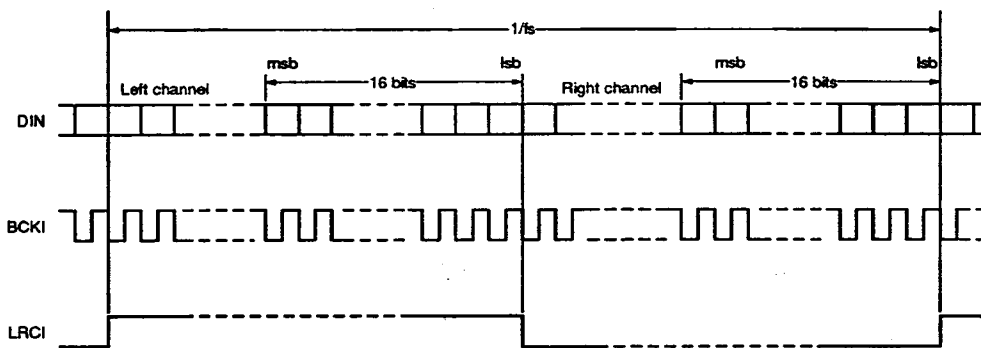 1/fs
msb lsb msb lsb
Left channel 16 bits Right channel 16 bits
DIN
BCKI
LRCI